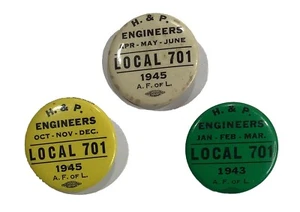 H. & P.
ENGINEERS
APR - MAY - JUNE
LOCAL 701
1945
A. F. OF L.
H. & P.
ENGINEERS
OCT - NOV - DEC.
LOCAL 701
1945
A. F. OF L.
H. & P.
ENGINEERS
JAN - FEB - MAR.
LOCAL 701
1943
A. F. OF L.